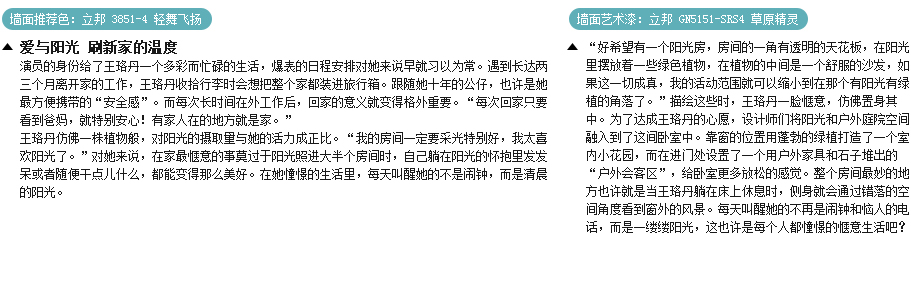 墙面推荐色：立邦 3851-4 轻舞飞扬
爱与阳光 刷新家的温度
演员的身份给了王珞丹一个多彩而忙碌的生活，爆表的日程安排对她来说早就习以为常。遇到长达两
三个月离开家的工作，王珞丹收拾行李时会想把整个家都装进旅行箱。跟随她十年的公仔，也许是她
最方便携带的“安全感”。而每次长时间在外工作后，回家的意义就变得格外重要。“每次回家只要
看到爸妈，就特别安心！有家人在的地方就是家。”
王珞丹仿佛一株植物般，对阳光的摄取量与她的活力成正比。“我的房间一定要采光特别好，我太喜
欢阳光了。”对她来说，在家最惬意的事莫过于阳光照进大半个房间时，自己躺在阳光的怀抱里发发
呆或者随便干点儿什么，都能变得那么美好。在她憧憬的生活里，每天叫醒她的不是闹钟，而是清晨
的阳光。
墙面艺术漆：立邦 GN5151-SRS4 草原精灵
“好希望有一个阳光房，房间的一角有透明的天花板，在阳光
里摆放着一些绿色植物，在植物的中间是一个舒服的沙发，如
果这一切成真，我的活动范围就可以缩小到在那个有阳光有绿
植的角落了。”描绘这些时，王珞丹一脸惬意，仿佛置身其
中。为了达成王珞丹的心愿，设计师们将阳光和户外庭院空间
融入到了这间卧室中。靠窗的位置用蓬勃的绿植打造了一个室
内小花园，而在进门处设置了一个用户外家具和石子堆出的
“户外会客区”，给卧室更多放松的感觉。整个房间最妙的地
方也许就是当王珞丹躺在床上休息时，侧身就会通过错落的空
间角度看到窗外的风景。每天叫醒她的不再是闹钟和恼人的电
话，而是一缕缕阳光，这也许是每个人都憧憬的惬意生活吧？